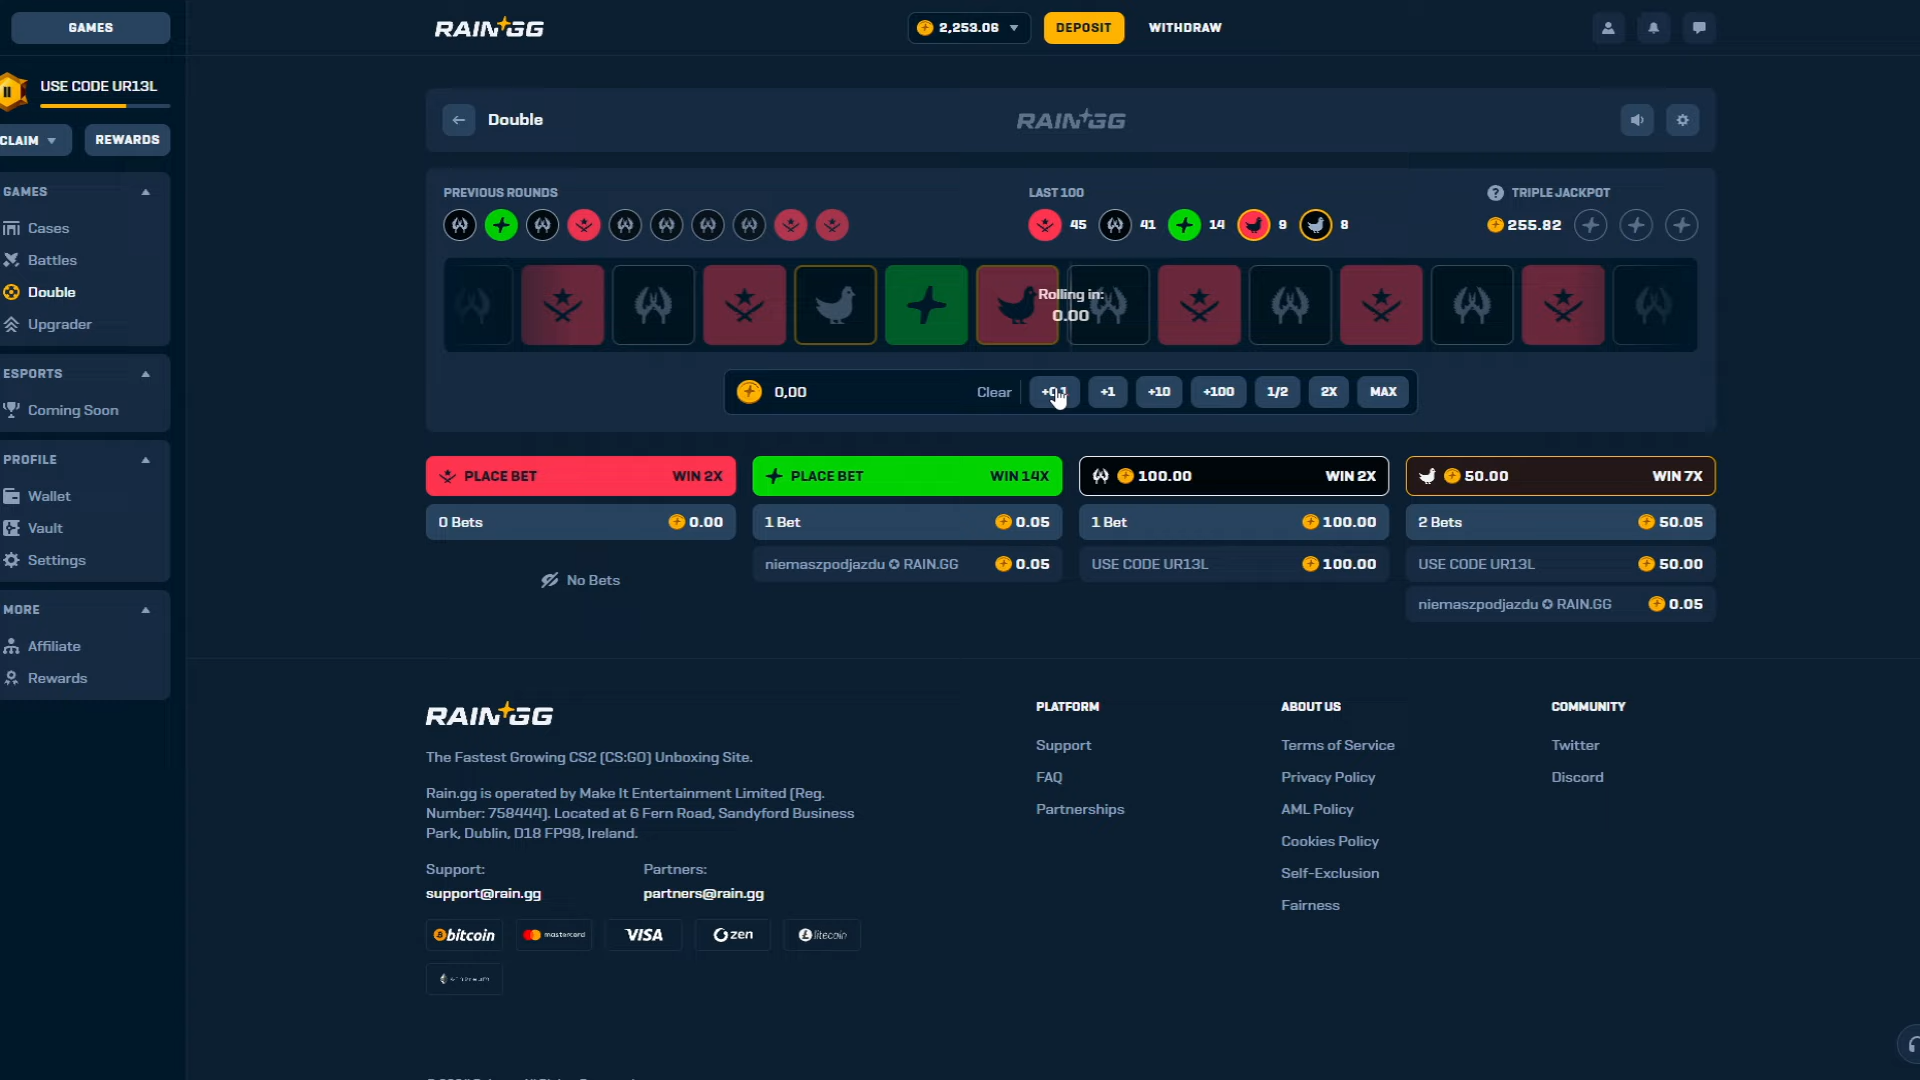 GAMES
RAIN GG
2,253.06
DEPOSIT
WITHDRAW
II
USE CODE UR13L
CLAIM
REWARDS
GAMES
Cases
Battles
Double
Upgrader
ESPORTS
Coming Soon
PROFILE
Wallet
Vault
Settings
MORE
Affiliate
Rewards
Double
RAIN GG
PREVIOUS ROUNDS
LAST 100
? TRIPLE JACKPOT
45
41
14
9
8
255.82
Rolling in:
0.00
0,00
Clear
+1
+10
+100
1/2
2X
MAX
PLACE BET WIN 2X
PLACE BET WIN 14X
100.00 WIN 2X
50.00 WIN 7X
0 Bets 0.00
1 Bet 0.05
1 Bet 100.00
2 Bets 50.05
No Bets
niemaszpodjazdu ✪ RAIN.GG 0.05
USE CODE UR13L 100.00
USE CODE UR13L 50.00
niemaszpodjazdu ✪ RAIN.GG 0.05
RAIN GG
The Fastest Growing CS2 (CS:GO) Unboxing Site.
Rain.gg is operated by Make It Entertainment Limited (Reg.
Number: 758444). Located at 6 Fern Road, Sandyford Business
Park, Dublin, D18 FP98, Ireland.
Support:
support@rain.gg
Partners:
partners@rain.gg
bitcoin
mastercard
VISA
zen
litecoin
PLATFORM
Support
FAQ
Partnerships
ABOUT US
Terms of Service
Privacy Policy
AML Policy
Cookies Policy
Self-Exclusion
Fairness
COMMUNITY
Twitter
Discord